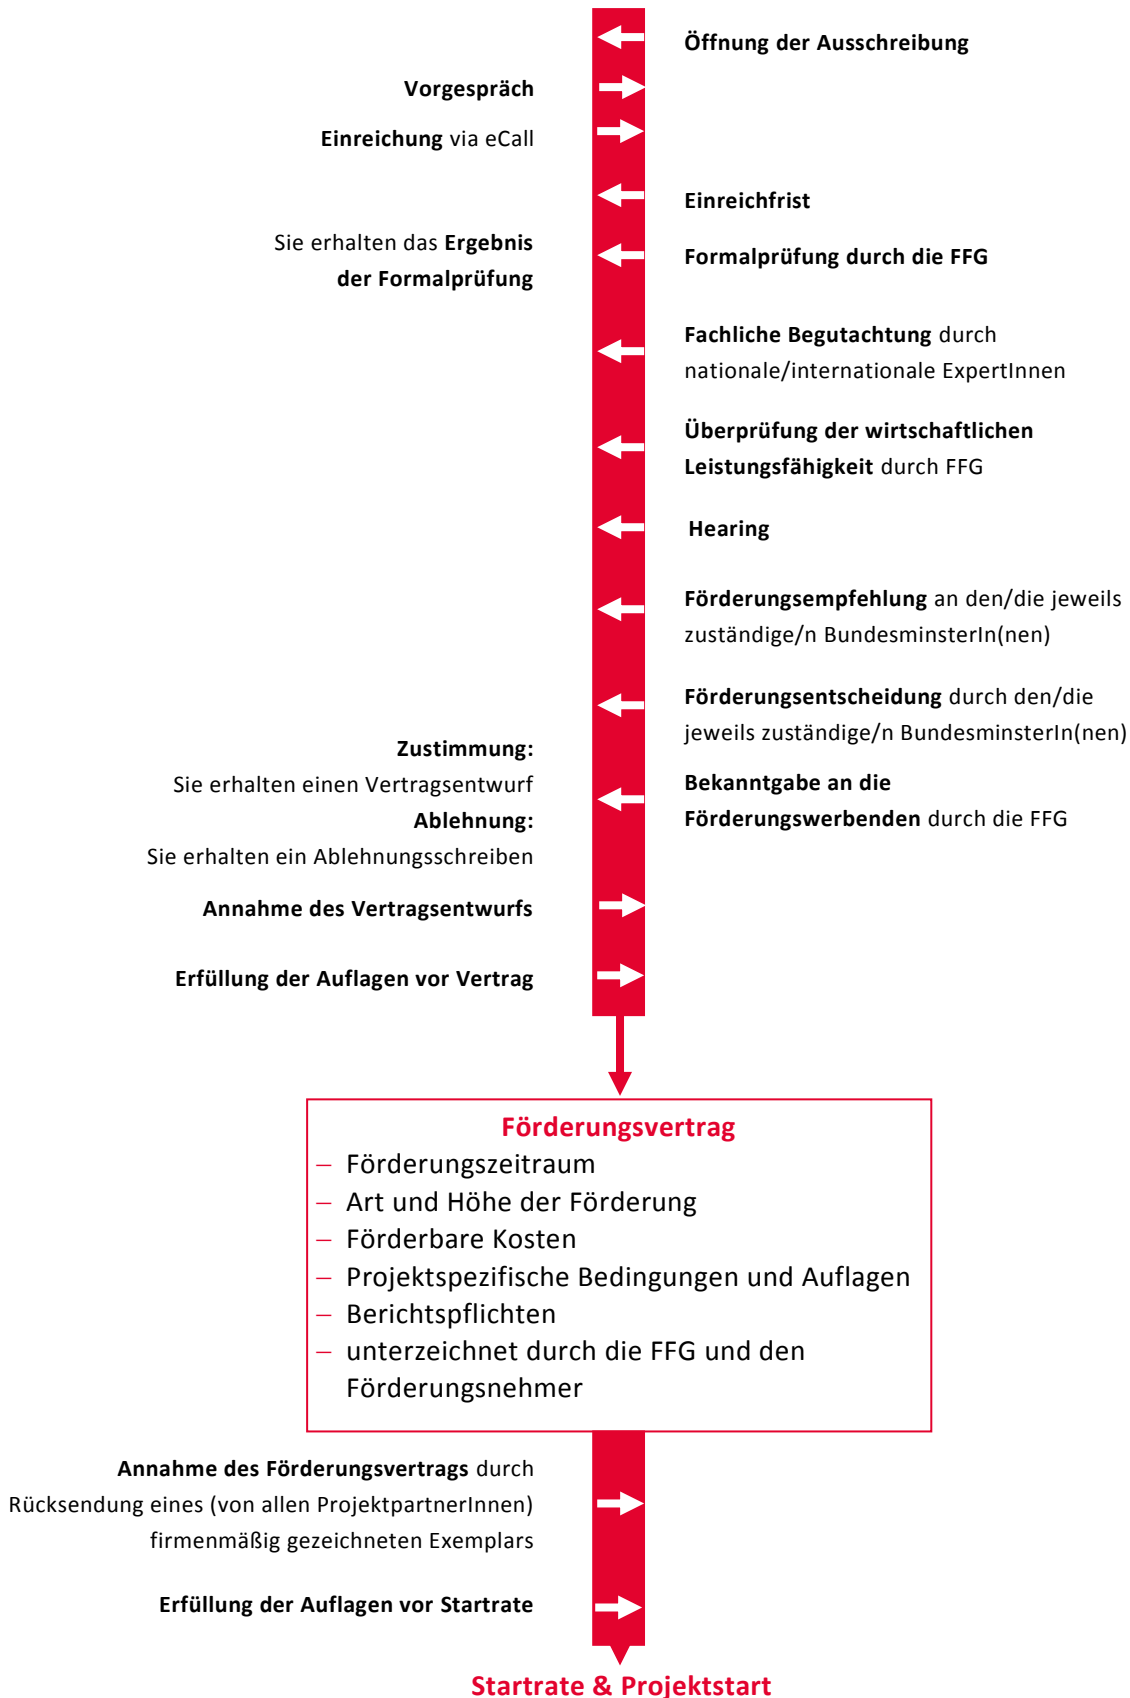 Öffnung der Ausschreibung
Vorgespräch
Einreichung via eCall
Einreichfrist
Sie erhalten das Ergebnis
der Formalprüfung
Formalprüfung durch die FFG
Fachliche Begutachtung durch
nationale/internationale ExpertInnen
Überprüfung der wirtschaftlichen
Leistungsfähigkeit durch FFG
Hearing
Förderungsempfehlung an den/die jeweils
zuständige/n BundesminsterIn(nen)
Förderungsentscheidung durch den/die
jeweils zuständige/n BundesminsterIn(nen)
Zustimmung:
Sie erhalten einen Vertragsentwurf
Ablehnung:
Sie erhalten ein Ablehnungsschreiben
Bekanntgabe an die
Förderungswerbenden durch die FFG
Annahme des Vertragsentwurfs
Erfüllung der Auflagen vor Vertrag
Förderungsvertrag
– Förderungszeitraum
– Art und Höhe der Förderung
– Förderbare Kosten
– Projektspezifische Bedingungen und Auflagen
– Berichtspflichten
– unterzeichnet durch die FFG und den
Förderungsnehmer
Annahme des Förderungsvertrags durch
Rücksendung eines (von allen ProjektpartnerInnen)
firmenmäßig gezeichneten Exemplars
Erfüllung der Auflagen vor Startrate
Startrate & Projektstart